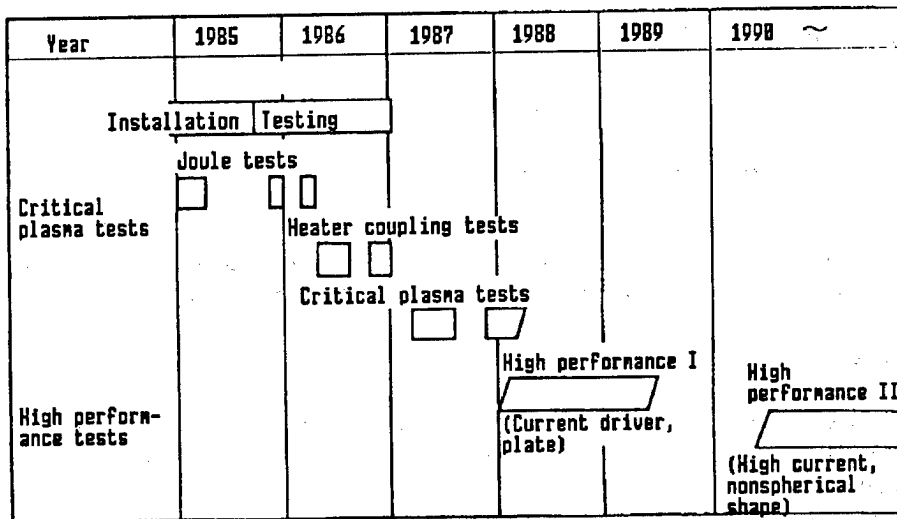 Year 1985 1986 1987 1988 1989 1990 ~
Installation Testing
Joule tests
Critical
plasma tests
Heater coupling tests
Critical plasma tests
High performance I
(Current driver,
plate)
High perform-
ance tests
High
performance II
(High current,
nonspherical
shape)